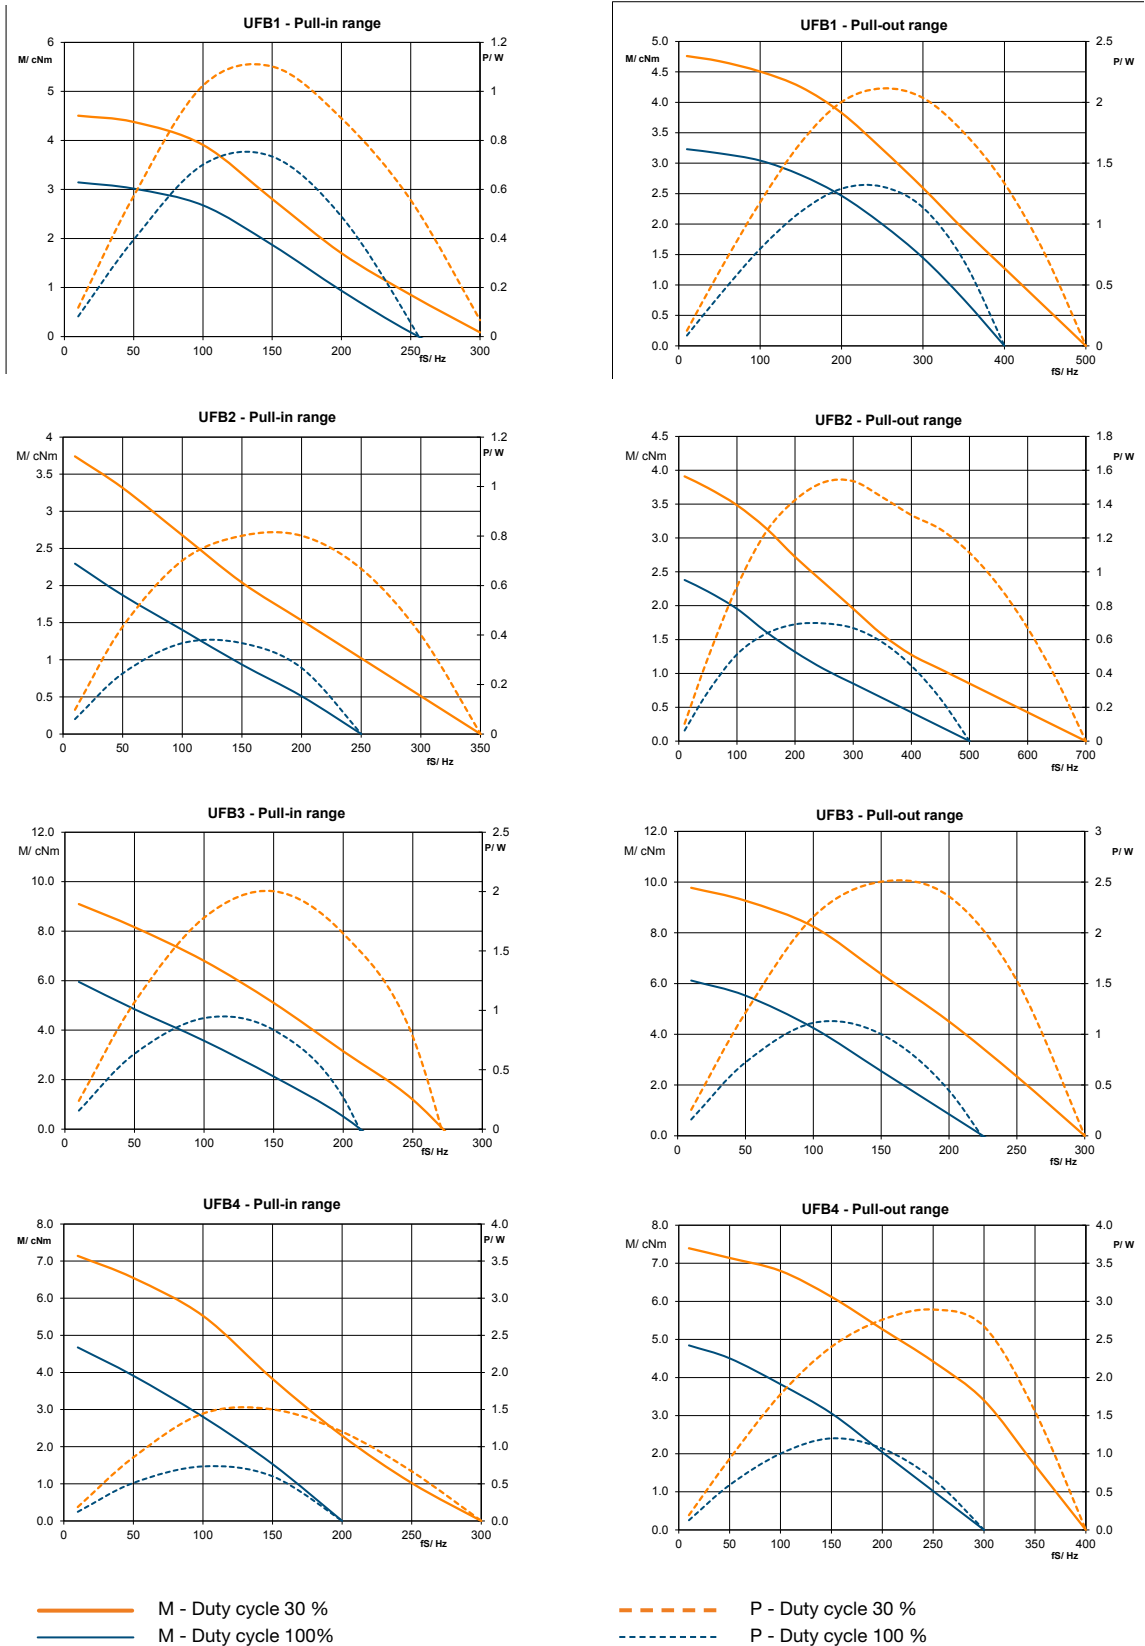 UFB1 - Pull-in range
M/ cNm
P/ W
6
5
4
3
2
1
0
1.2
1
0.8
0.6
0.4
0.2
0
0 50 100 150 200 250 300
fS/ Hz
UFB1 - Pull-out range
M/ cNm
P/ W
5.0
4.5
4.0
3.5
3.0
2.5
2.0
1.5
1.0
0.5
0.0
2.5
2
1.5
1
0.5
0
0 100 200 300 400 500
fS/ Hz
UFB2 - Pull-in range
M/ cNm
P/ W
4
3.5
3
2.5
2
1.5
1
0.5
0
1.2
1
0.8
0.6
0.4
0.2
0
0 50 100 150 200 250 300 350
fS/ Hz
UFB2 - Pull-out range
M/ cNm
P/ W
4.5
4.0
3.5
3.0
2.5
2.0
1.5
1.0
0.5
0.0
1.8
1.6
1.4
1.2
1
0.8
0.6
0.4
0.2
0
0 100 200 300 400 500 600 700
fS/ Hz
UFB3 - Pull-in range
M/ cNm
P/ W
12.0
10.0
8.0
6.0
4.0
2.0
0.0
2.5
2
1.5
1
0.5
0
0 50 100 150 200 250 300
fS/ Hz
UFB3 - Pull-out range
M/ cNm
P/ W
12.0
10.0
8.0
6.0
4.0
2.0
0.0
3
2.5
2
1.5
1
0.5
0
0 50 100 150 200 250 300
fS/ Hz
UFB4 - Pull-in range
M/ cNm
P/ W
8.0
7.0
6.0
5.0
4.0
3.0
2.0
1.0
0.0
4.0
3.5
3.0
2.5
2.0
1.5
1.0
0.5
0.0
0 50 100 150 200 250 300
fS/ Hz
UFB4 - Pull-out range
M/ cNm
P/ W
8.0
7.0
6.0
5.0
4.0
3.0
2.0
1.0
0.0
4.0
3.5
3.0
2.5
2.0
1.5
1.0
0.5
0.0
0 50 100 150 200 250 300 350 400
fS/ Hz
M - Duty cycle 30 %
P - Duty cycle 30 %
M - Duty cycle 100%
P - Duty cycle 100 %